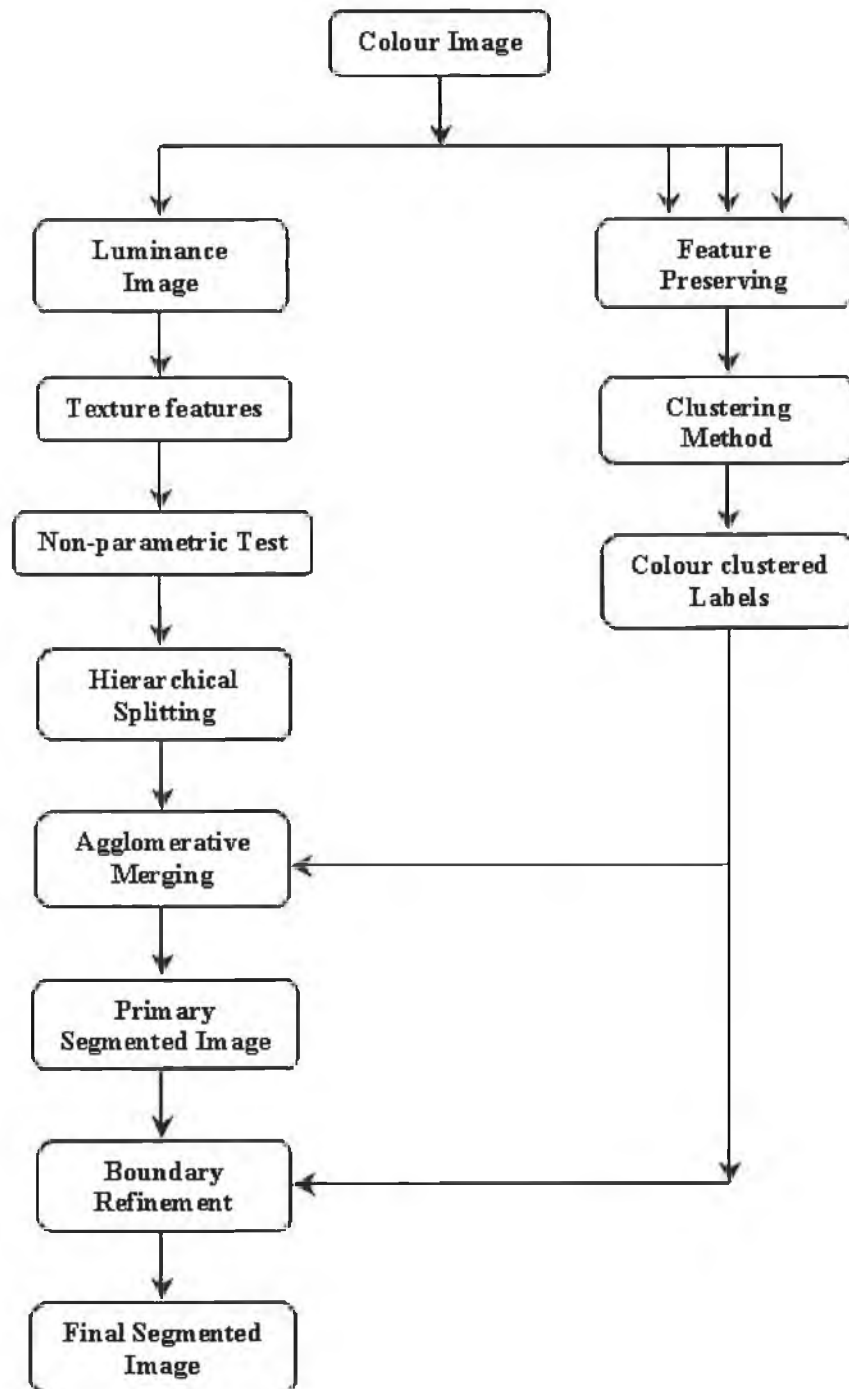 Colour Image
Luminance
Image
Feature
Preserving
Texture features
Clustering
Method
Non-parametric Test
Colour clustered
Labels
Hierarchical
Splitting
Agglomerative
Merging
Primary
Segmented Image
Boundary
Refinement
Final Segmented
Image